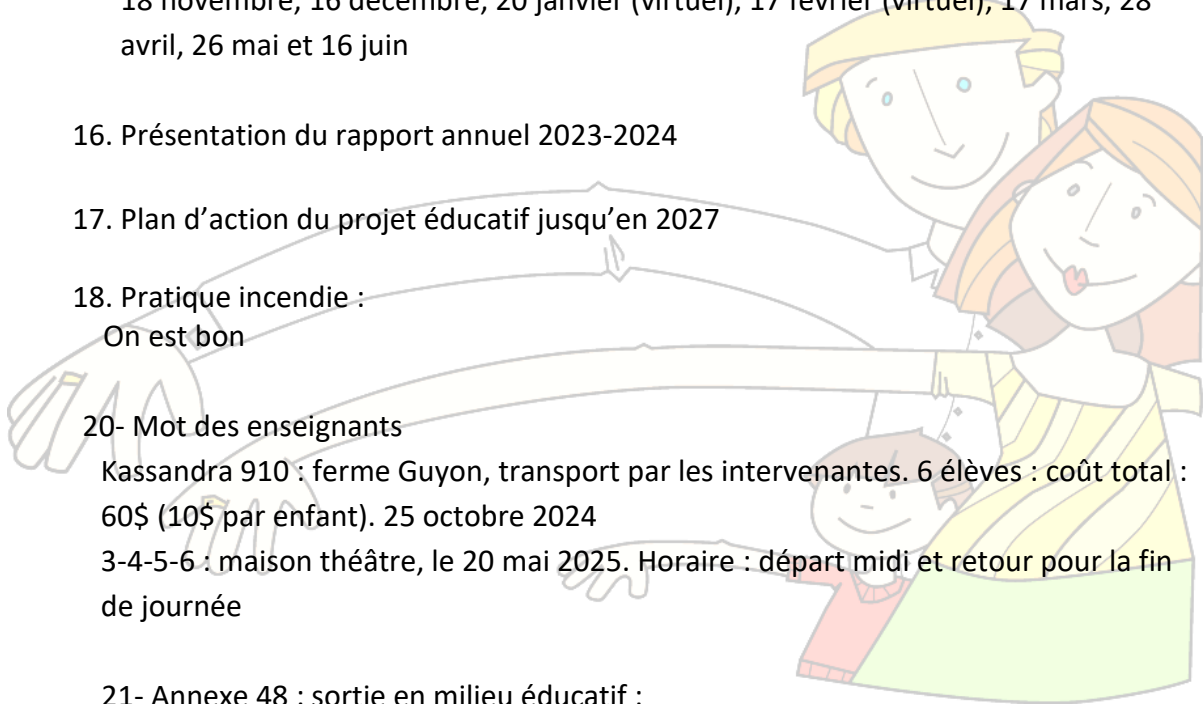 18 novembre, 16 décembre, 20 janvier (virtuel), 17 février (virtuel), 17 mars, 28
avril, 26 mai et 16 juin
16. Présentation du rapport annuel 2023-2024
17. Plan d’action du projet éducatif jusqu’en 2027
18. Pratique incendie :
On est bon
20- Mot des enseignants
Kassandra 910 : ferme Guyon, transport par les intervenantes. 6 élèves : coût total :
60$ (10$ par enfant). 25 octobre 2024
3-4-5-6 : maison théâtre, le 20 mai 2025. Horaire : départ midi et retour pour la fin
de journée
21- Annexe 48 : sortie en milieu éducatif :